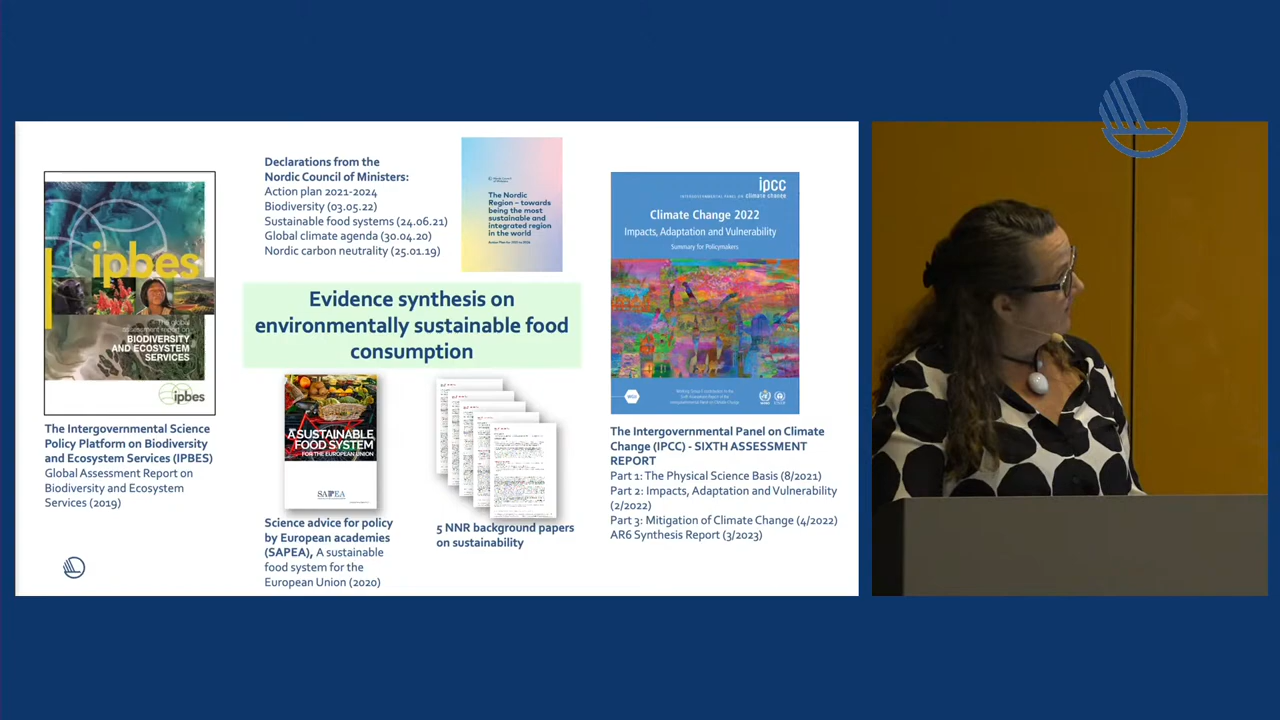 Declarations from the
Nordic Council of Ministers:
Action plan 2021-2024
Biodiversity (03.05.22)
Sustainable food systems (24.06.21)
Global climate agenda (30.04.20)
Nordic carbon neutrality (25.01.19)
The Nordic
Region – towards
being the most
sustainable and
integrated region
in the world
ipcc
INTERGOVERNMENTAL PANEL ON climate change
Climate Change 2022
Impacts, Adaptation and Vulnerability
Summary for Policymakers
ipbes
The global
assessment report on
BIODIVERSITY
AND ECOSYSTEM
SERVICES
ipbes
Evidence synthesis on
environmentally sustainable food
consumption
A SUSTAINABLE
FOOD SYSTEM
FOR THE EUROPEAN UNION
SAPEA
The Intergovernmental Science
Policy Platform on Biodiversity
and Ecosystem Services (IPBES)
Global Assessment Report on
Biodiversity and Ecosystem
Services (2019)
Science advice for policy
by European academies
(SAPEA), A sustainable
food system for the
European Union (2020)
5 NNR background papers
on sustainability
The Intergovernmental Panel on Climate
Change (IPCC) - SIXTH ASSESSMENT
REPORT
Part 1: The Physical Science Basis (8/2021)
Part 2: Impacts, Adaptation and Vulnerability
(2/2022)
Part 3: Mitigation of Climate Change (4/2022)
AR6 Synthesis Report (3/2023)